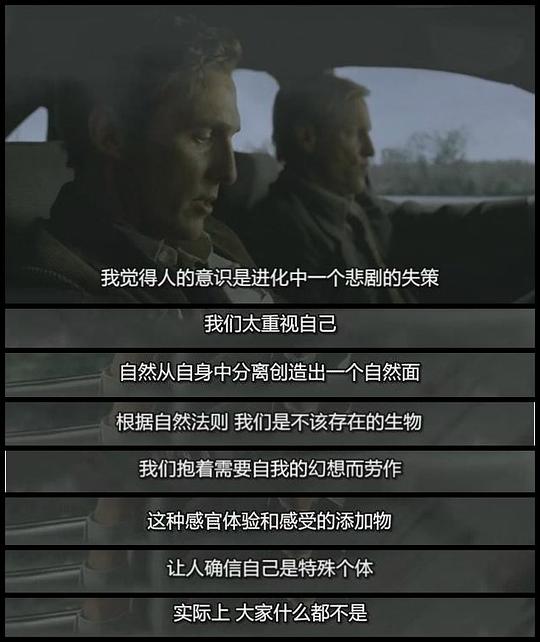 我觉得人的意识是进化中一个悲剧的失策
我们太重视自己
自然从自身中分离创造出一个自然面
根据自然法则 我们是不该存在的生物
我们抱着需要自我的幻想而劳作
这种感官体验和感受的添加物
让人确信自己是特殊个体
实际上 大家什么都不是